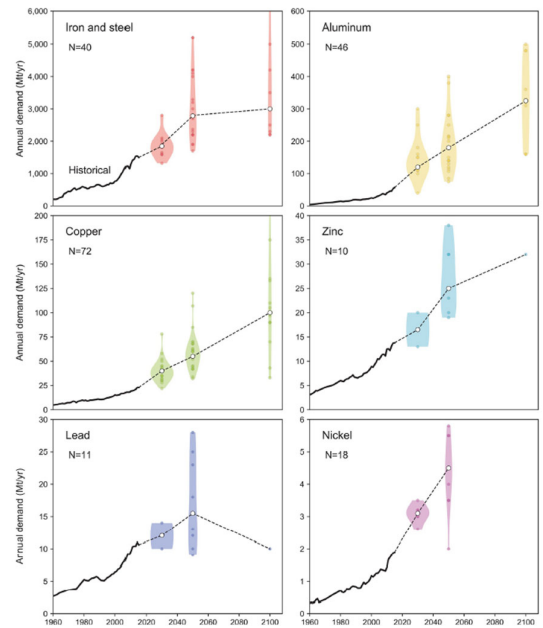 Iron and steel
N=40
Historical
Annual demand (Mt/yr)
6,000
5,000
4,000
3,000
2,000
1,000
0
Aluminum
N=46
500
400
300
200
100
0
Copper
N=72
Annual demand (Mt/yr)
200
175
150
125
100
75
50
25
0
Zinc
N=10
40
35
30
25
20
15
10
5
0
Lead
N=11
Annual demand (Mt/yr)
30
25
20
15
10
5
0
1960 1980 2000 2020 2040 2060 2080 2100
Nickel
N=18
6
5
4
3
2
1
0
1960 1980 2000 2020 2040 2060 2080 2100